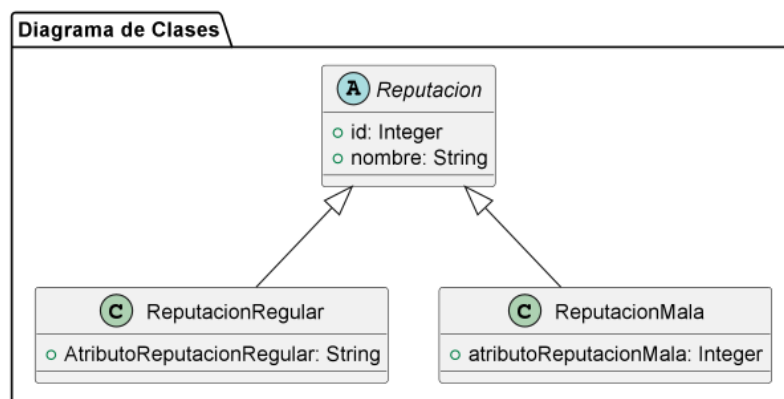 Diagrama de Clases
A Reputacion
id: Integer
nombre: String
C ReputacionRegular
AtributoReputacionRegular: String
C ReputacionMala
atributoReputacionMala: Integer